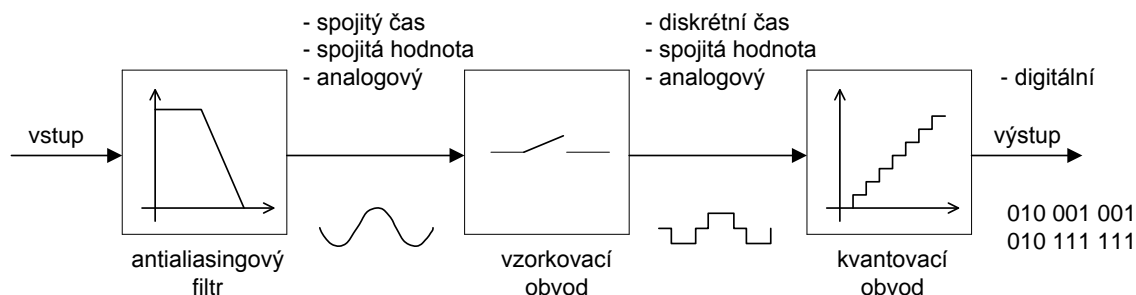 - spojitý čas
- spojitá hodnota
- analogový
- diskrétní čas
- spojitá hodnota
- analogový
- digitální
vstup
výstup
010 001 001
010 111 111
antialiasingový
filtr
vzorkovací
obvod
kvantovací
obvod